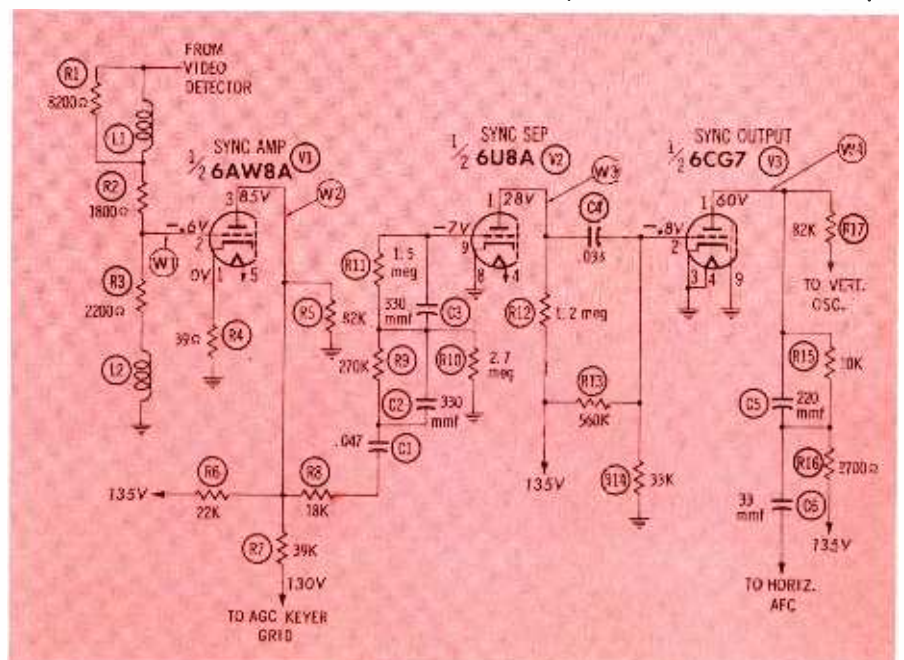 FROM
VIDEO
DETECTOR
R1
8200Ω
L1
R2
1800Ω
SYNC AMP
1/2 6AW8A V1
3 85V
W2
-.6V
2
W1
0V
1
5
R3
2200Ω
39Ω
R4
L2
R5
82K
SYNC SEP
1/2 6U8A V2
1 28V
W3
-7V
9
8
4
R11
1.5
meg
330
mmf
C3
R9
270K
R10
2.7
meg
C2
330
mmf
.047
C1
R12
1.2 meg
C4
R13
560K
R14
33K
135V
SYNC OUTPUT
1/2 6CG7 V3
1 60V
W4
-.8V
2
3
4
9
82K
R17
TO VERT.
OSC.
R15
10K
C5
220
mmf
R16
2700Ω
33
mmf
C6
135V
TO HORIZ.
AFC
135V
R6
22K
R8
18K
R7
39K
130V
TO AGC KEYER
GRID